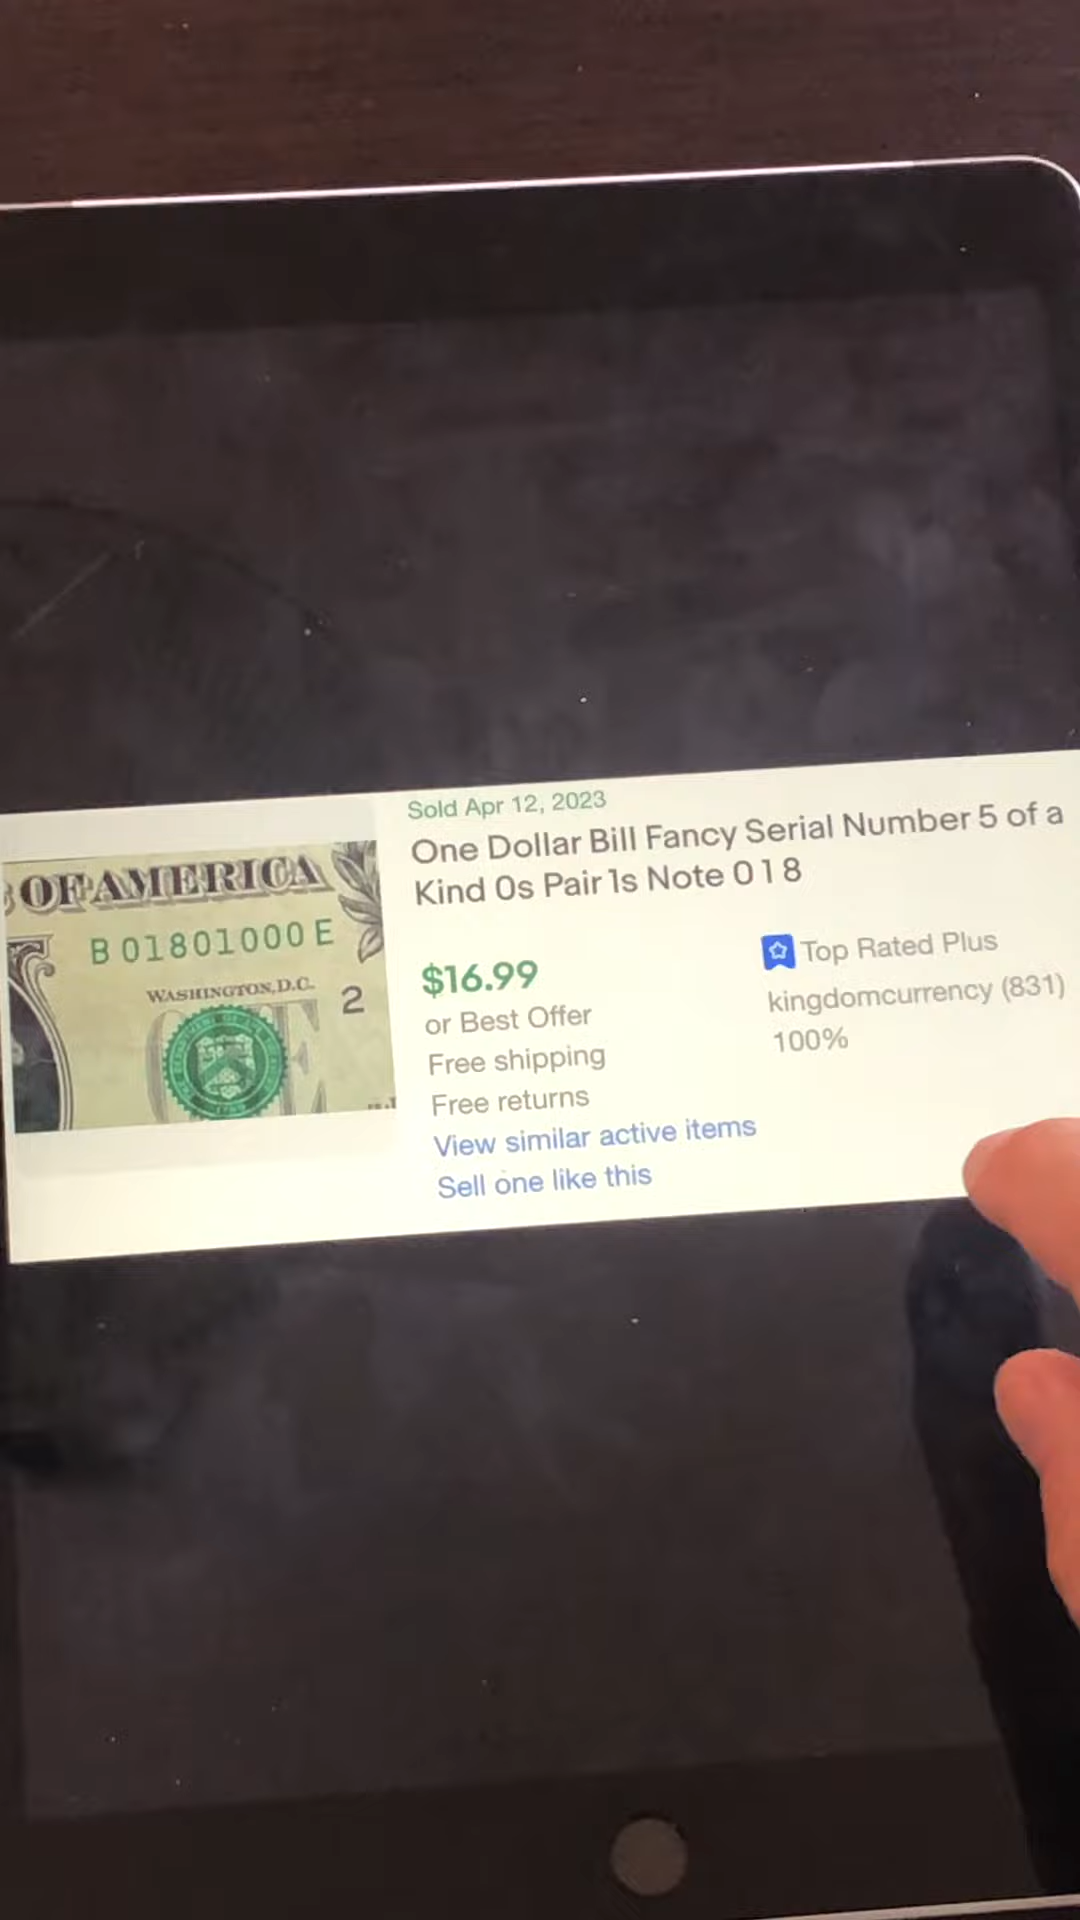 Sold Apr 12, 2023
One Dollar Bill Fancy Serial Number 5 of a
Kind 0s Pair 1s Note 0 1 8
OF AMERICA
B 01801000 E
WASHINGTON, D.C.
2
$16.99
or Best Offer
Free shipping
Free returns
View similar active items
Sell one like this
Top Rated Plus
kingdomcurrency (831)
100%